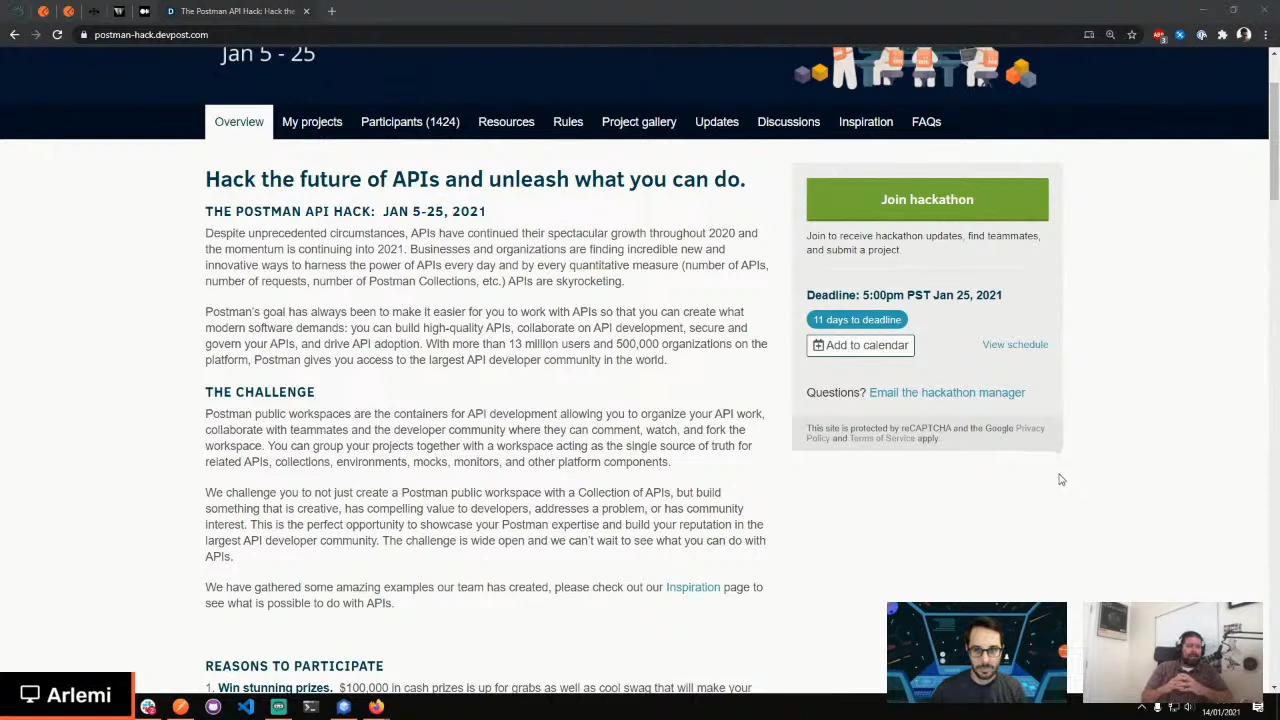 The Postman API Hack: Hack the
postman-hack.devpost.com
Jan 5 - 25
Overview
My projects
Participants (1424)
Resources
Rules
Project gallery
Updates
Discussions
Inspiration
FAQs
Hack the future of APIs and unleash what you can do.
THE POSTMAN API HACK: JAN 5-25, 2021
Despite unprecedented circumstances, APIs have continued their spectacular growth throughout 2020 and
the momentum is continuing into 2021. Businesses and organizations are finding incredible new and
innovative ways to harness the power of APIs every day and by every quantitative measure (number of APIs,
number of requests, number of Postman Collections, etc.) APIs are skyrocketing.
Postman's goal has always been to make it easier for you to work with APIs so that you can create what
modern software demands: you can build high-quality APIs, collaborate on API development, secure and
govern your APIs, and drive API adoption. With more than 13 million users and 500,000 organizations on the
platform, Postman gives you access to the largest API developer community in the world.
THE CHALLENGE
Postman public workspaces are the containers for API development allowing you to organize your API work,
collaborate with teammates and the developer community where they can comment, watch, and fork the
workspace. You can group your projects together with a workspace acting as the single source of truth for
related APIs, collections, environments, mocks, monitors, and other platform components.
We challenge you to not just create a Postman public workspace with a Collection of APIs, but build
something that is creative, has compelling value to developers, addresses a problem, or has community
interest. This is the perfect opportunity to showcase your Postman expertise and build your reputation in the
largest API developer community. The challenge is wide open and we can't wait to see what you can do with
APIs.
We have gathered some amazing examples our team has created, please check out our Inspiration page to
see what is possible to do with APIs.
REASONS TO PARTICIPATE
1. Win stunning prizes. $100,000 in cash prizes is up for grabs as well as cool swag that will make your
Join hackathon
Join to receive hackathon updates, find teammates,
and submit a project.
Deadline: 5:00pm PST Jan 25, 2021
11 days to deadline
Add to calendar
View schedule
Questions? Email the hackathon manager
This site is protected by reCAPTCHA and the Google Privacy
Policy and Terms of Service apply.
Arlemi
14/01/2021